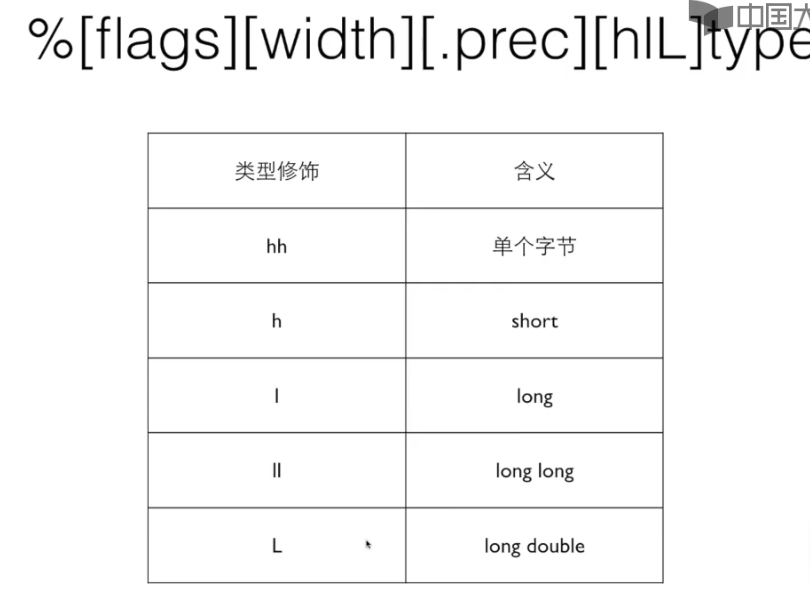 %[flags][width][.prec][hlL]type
中国大
类型修饰 含义
hh 单个字节
h short
l long
ll long long
L long double